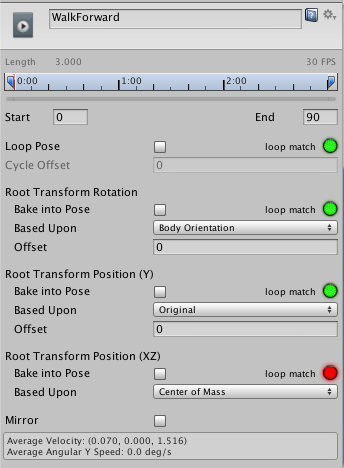 WalkForward
Length 3.000 30 FPS
0:00 1:00 2:00
Start 0 End 90
Loop Pose loop match
Cycle Offset 0
Root Transform Rotation
Bake into Pose loop match
Based Upon Body Orientation
Offset 0
Root Transform Position (Y)
Bake into Pose loop match
Based Upon Original
Offset 0
Root Transform Position (XZ)
Bake into Pose loop match
Based Upon Center of Mass
Mirror
Average Velocity: (0.070, 0.000, 1.516)
Average Angular Y Speed: 0.0 deg/s